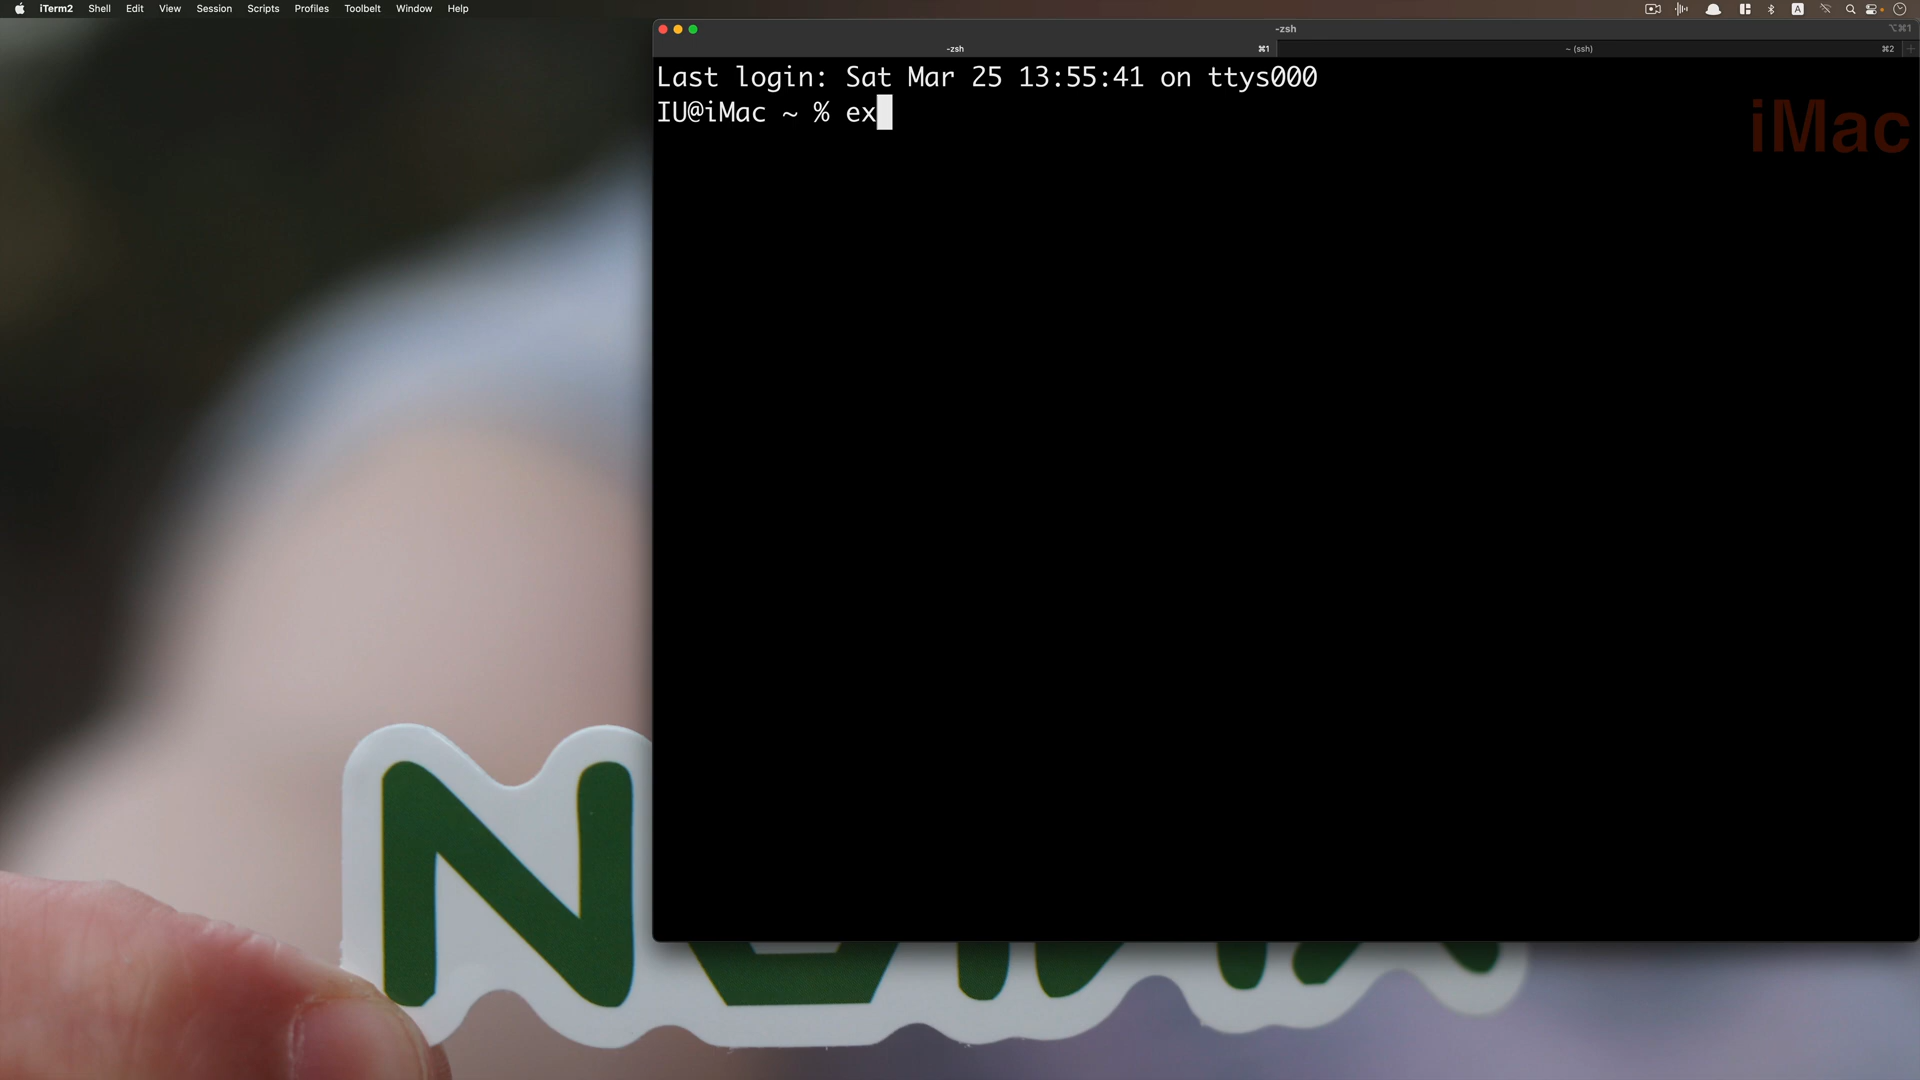 iTerm2 Shell Edit View Session Scripts Profiles Toolbelt Window Help
A
-zsh ⌥⌘1
-zsh ⌘1 ~ (ssh) ⌘2
Last login: Sat Mar 25 13:55:41 on ttys000
IU@iMac ~ % ex
iMac